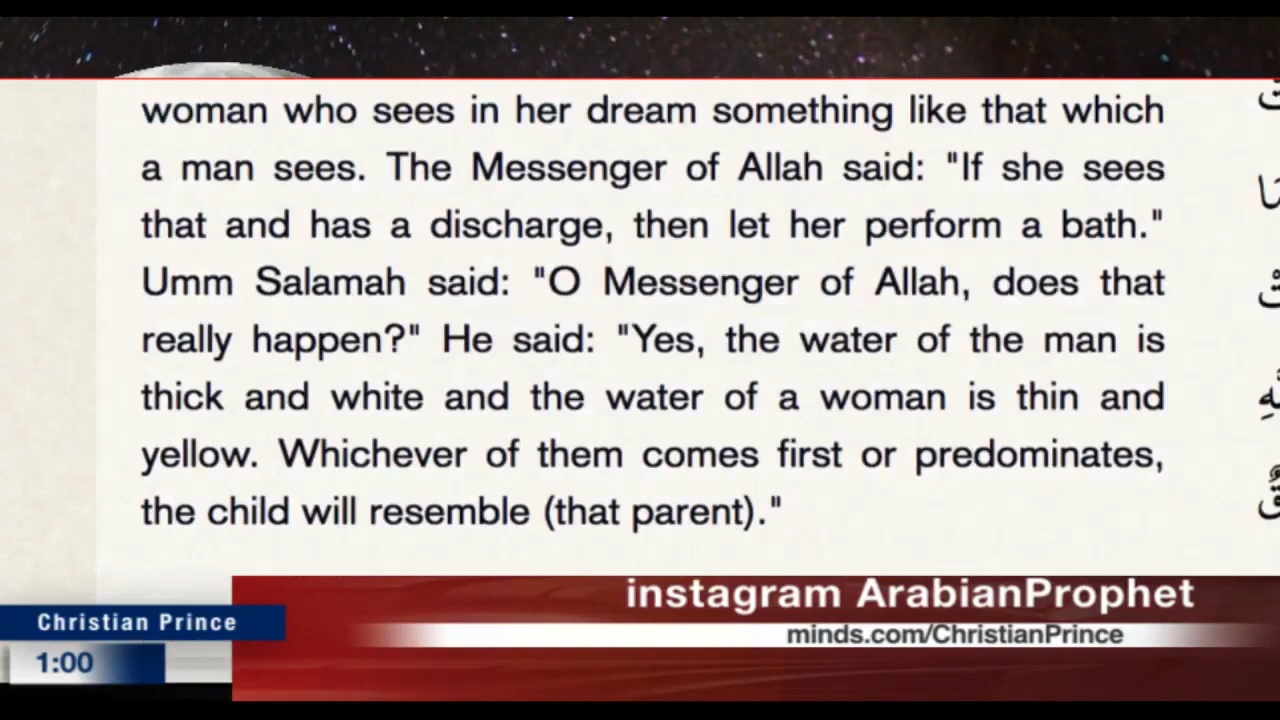 woman who sees in her dream something like that which
a man sees. The Messenger of Allah said: "If she sees
that and has a discharge, then let her perform a bath."
Umm Salamah said: "O Messenger of Allah, does that
really happen?" He said: "Yes, the water of the man is
thick and white and the water of a woman is thin and
yellow. Whichever of them comes first or predominates,
the child will resemble (that parent)."
instagram ArabianProphet
Christian Prince
minds.com/ChristianPrince
1:00